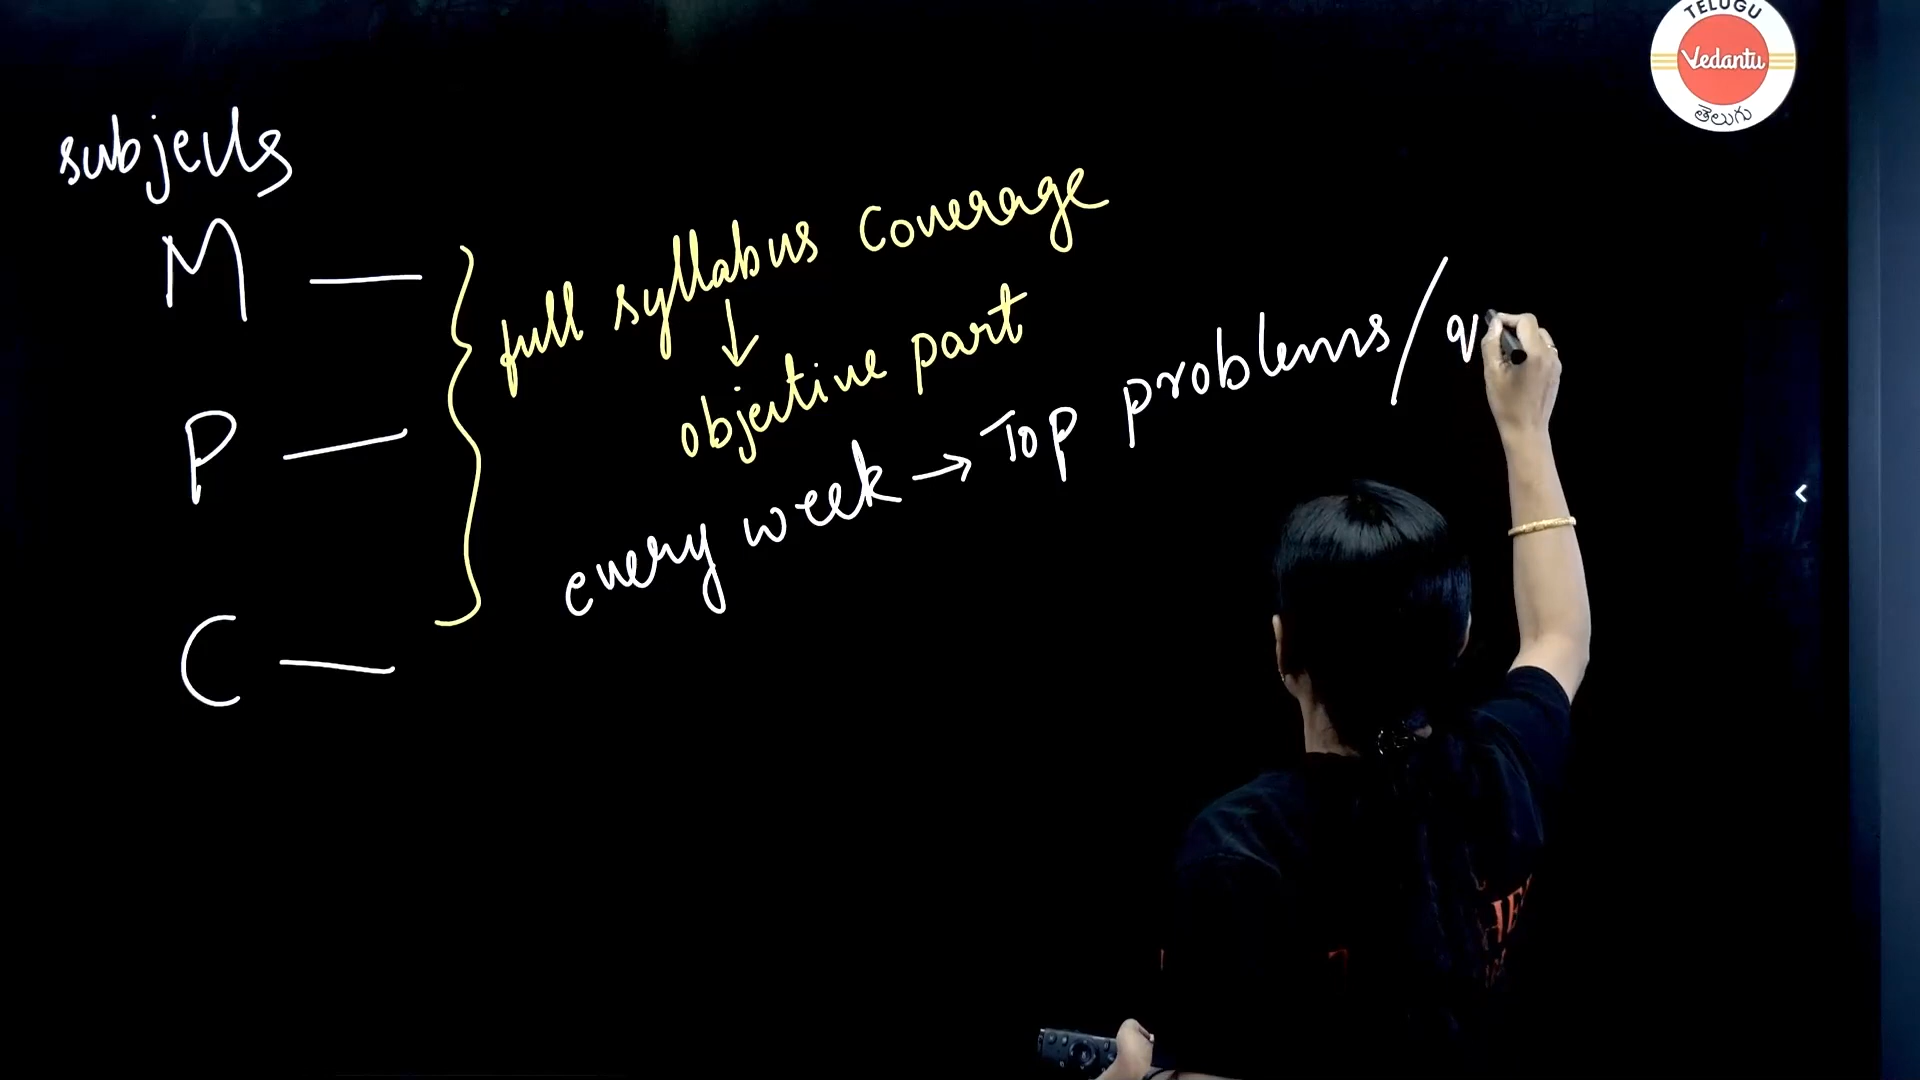 TELUGU
Vedantu
తెలుగు
subjects
M —
P —
C —
full syllabus coverage
↓
objective part
every week → Top problems / q